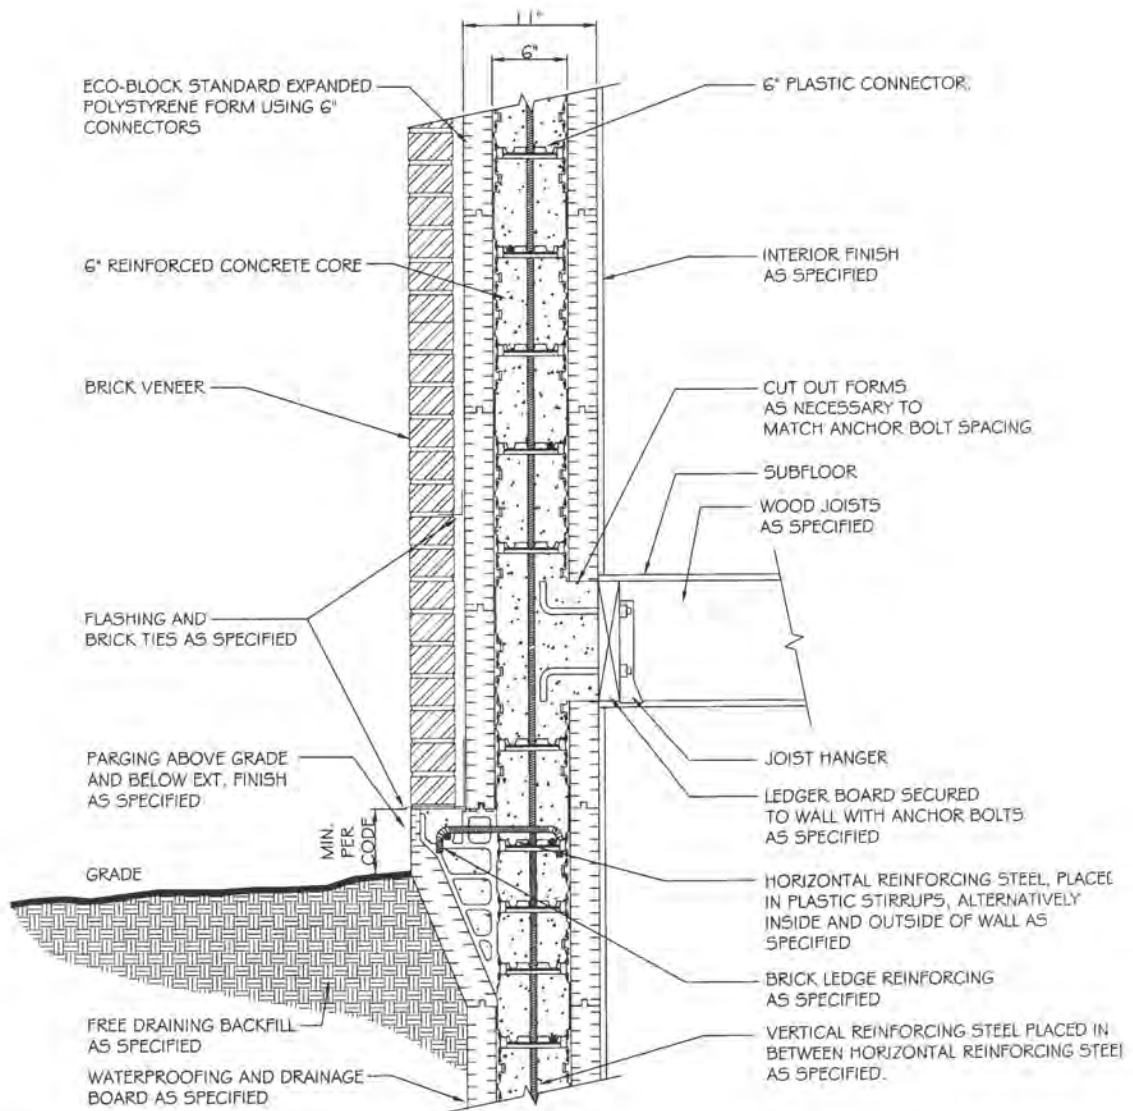 11"
6"
ECO-BLOCK STANDARD EXPANDED
POLYSTYRENE FORM USING 6"
CONNECTORS
6" REINFORCED CONCRETE CORE
BRICK VENEER
FLASHING AND
BRICK TIES AS SPECIFIED
PARGING ABOVE GRADE
AND BELOW EXT. FINISH
AS SPECIFIED
MIN.
PER
CODE
GRADE
FREE DRAINING BACKFILL
AS SPECIFIED
WATERPROOFING AND DRAINAGE
BOARD AS SPECIFIED
6" PLASTIC CONNECTOR.
INTERIOR FINISH
AS SPECIFIED
CUT OUT FORMS
AS NECESSARY TO
MATCH ANCHOR BOLT SPACING
SUBFLOOR
WOOD JOISTS
AS SPECIFIED
JOIST HANGER
LEDGER BOARD SECURED
TO WALL WITH ANCHOR BOLTS
AS SPECIFIED
HORIZONTAL REINFORCING STEEL, PLACED
IN PLASTIC STIRRUPS, ALTERNATIVELY
INSIDE AND OUTSIDE OF WALL AS
SPECIFIED
BRICK LEDGE REINFORCING
AS SPECIFIED
VERTICAL REINFORCING STEEL PLACED IN
BETWEEN HORIZONTAL REINFORCING STEEL
AS SPECIFIED.